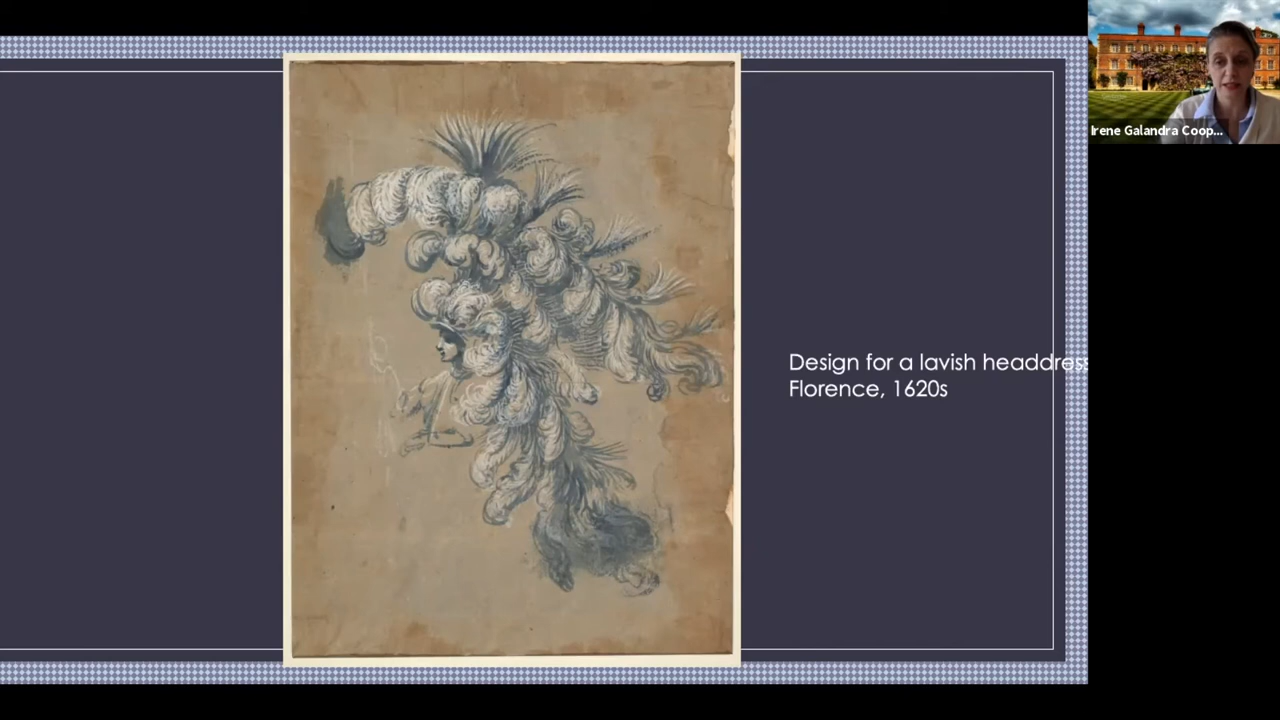 Irene Galandra Coop...
Design for a lavish headdress
Florence, 1620s